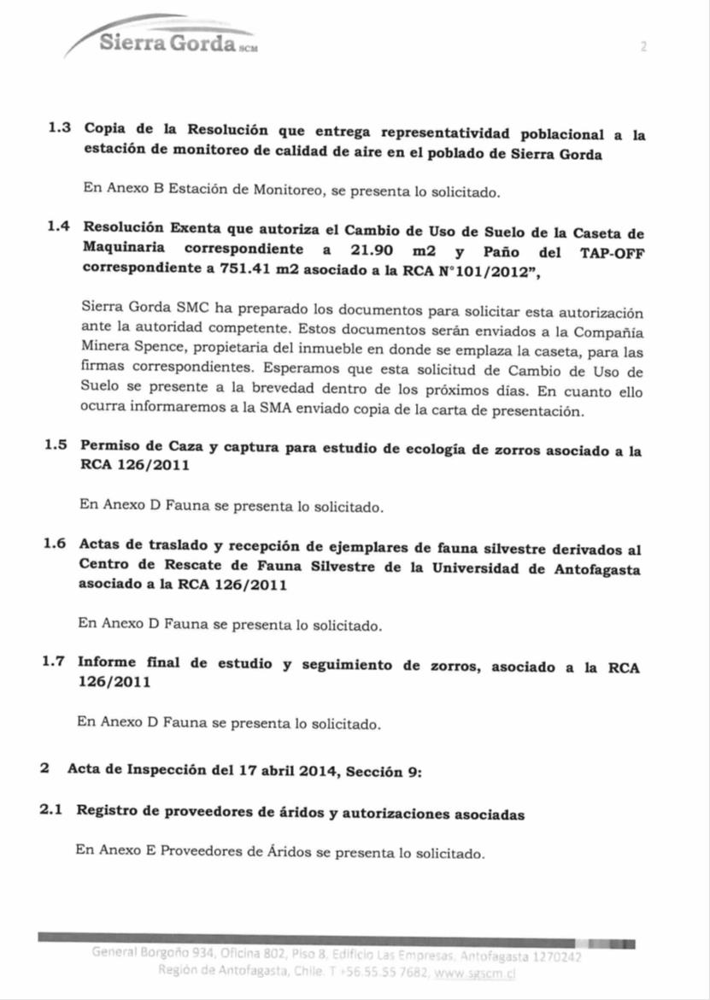 Sierra Gorda SCM
2
1.3 Copia de la Resolución que entrega representatividad poblacional a la
estación de monitoreo de calidad de aire en el poblado de Sierra Gorda
En Anexo B Estación de Monitoreo, se presenta lo solicitado.
1.4 Resolución Exenta que autoriza el Cambio de Uso de Suelo de la Caseta de
Maquinaria correspondiente a 21.90 m2 y Paño del TAP-OFF
correspondiente a 751.41 m2 asociado a la RCA N°101/2012”,
Sierra Gorda SMC ha preparado los documentos para solicitar esta autorización
ante la autoridad competente. Estos documentos serán enviados a la Compañía
Minera Spence, propietaria del inmueble en donde se emplaza la caseta, para las
firmas correspondientes. Esperamos que esta solicitud de Cambio de Uso de
Suelo se presente a la brevedad dentro de los próximos días. En cuanto ello
ocurra informaremos a la SMA enviado copia de la carta de presentación.
1.5 Permiso de Caza y captura para estudio de ecología de zorros asociado a la
RCA 126/2011
En Anexo D Fauna se presenta lo solicitado.
1.6 Actas de traslado y recepción de ejemplares de fauna silvestre derivados al
Centro de Rescate de Fauna Silvestre de la Universidad de Antofagasta
asociado a la RCA 126/2011
En Anexo D Fauna se presenta lo solicitado.
1.7 Informe final de estudio y seguimiento de zorros, asociado a la RCA
126/2011
En Anexo D Fauna se presenta lo solicitado.
2 Acta de Inspección del 17 abril 2014, Sección 9:
2.1 Registro de proveedores de áridos y autorizaciones asociadas
En Anexo E Proveedores de Áridos se presenta lo solicitado.
General Borgoño 934, Oficina 802, Piso 8, Edificio Las Empresas, Antofagasta 1270242
Región de Antofagasta, Chile. T +56.55.55 7682, www.sgscm.cl